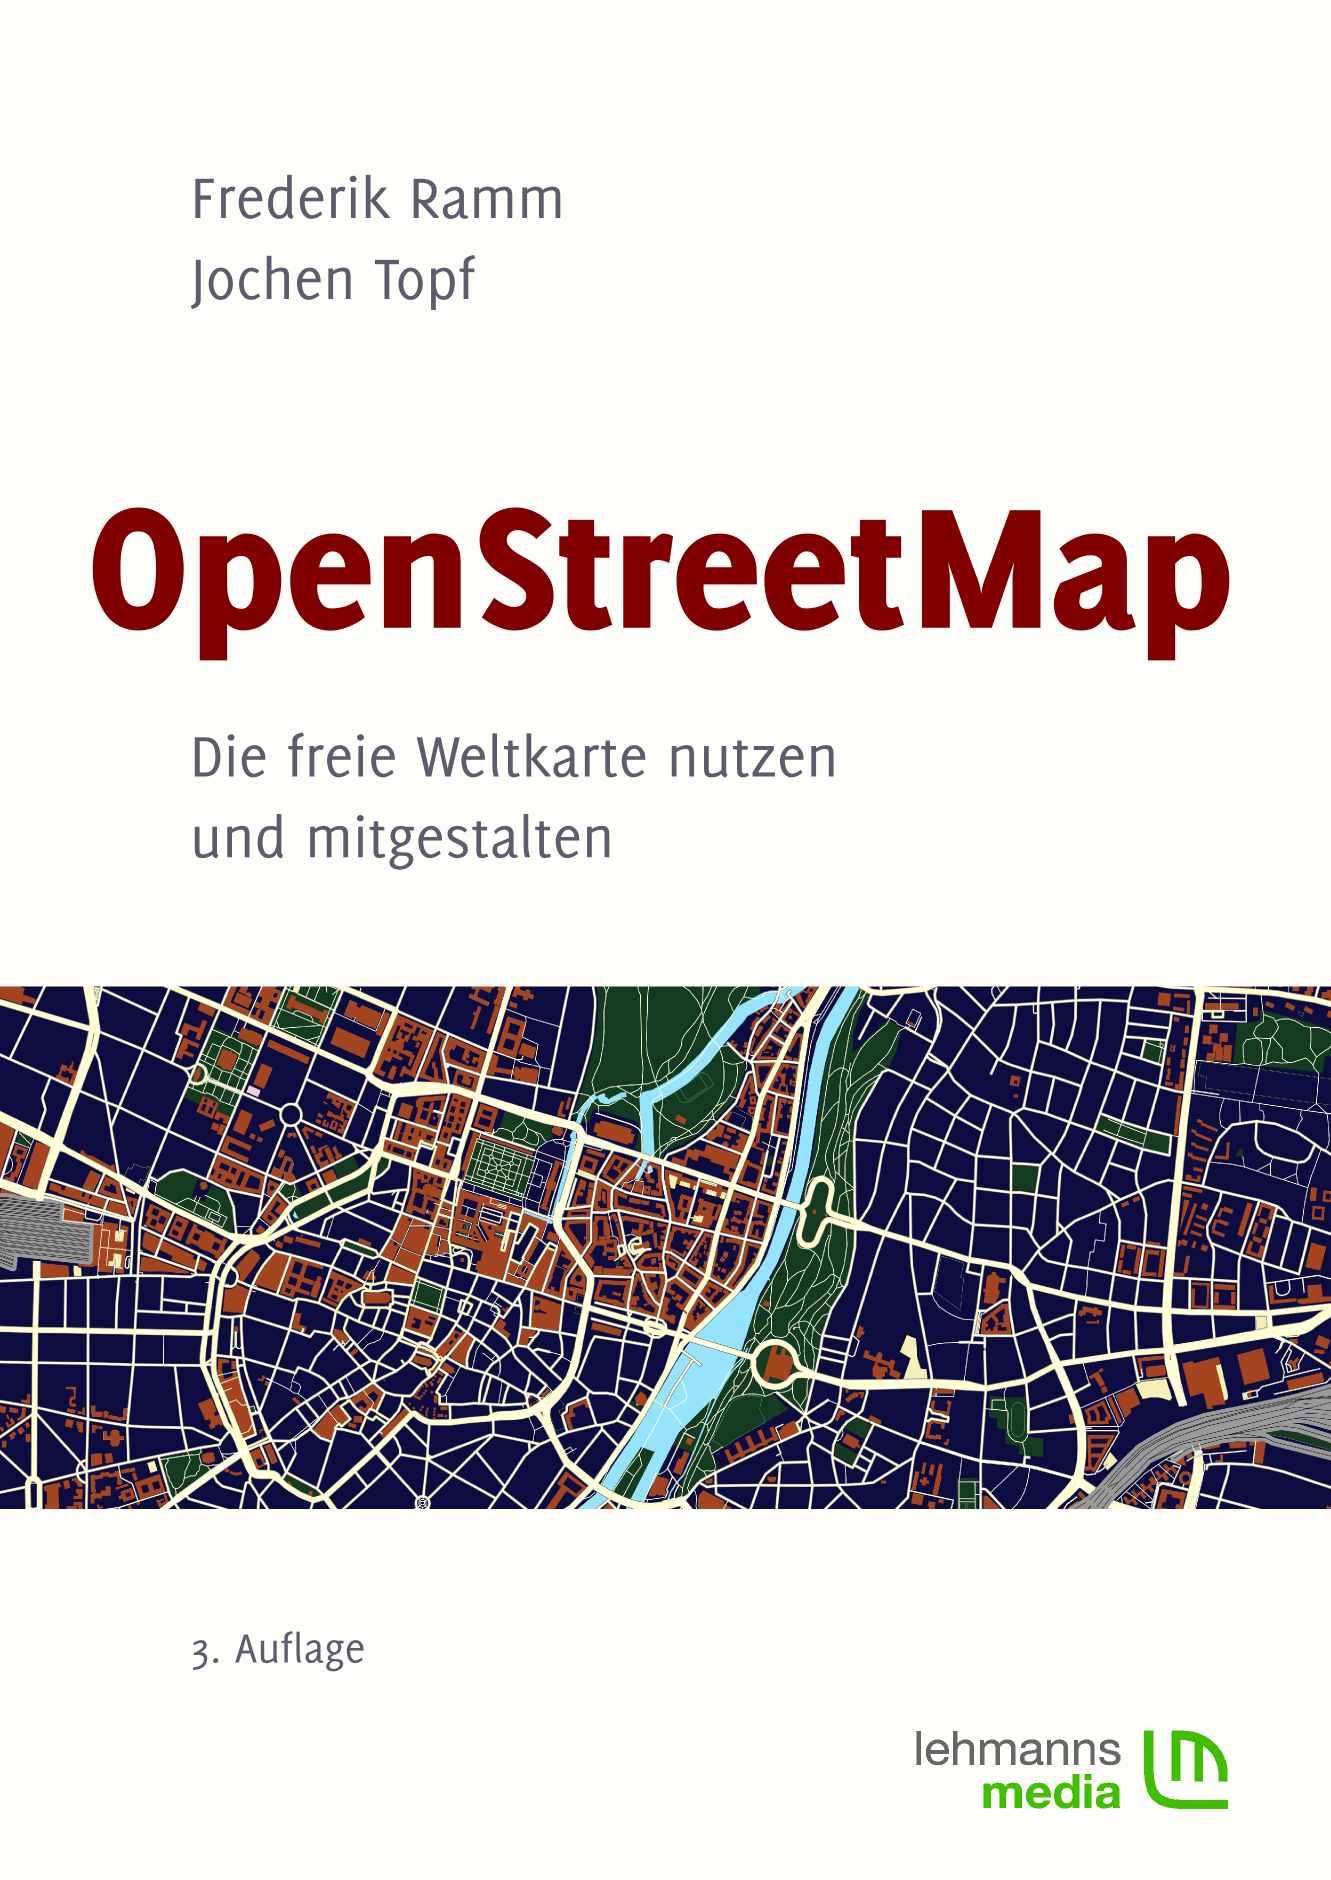 Frederik Ramm
Jochen Topf
OpenStreetMap
Die freie Weltkarte nutzen
und mitgestalten
3. Auflage
lehmanns
media